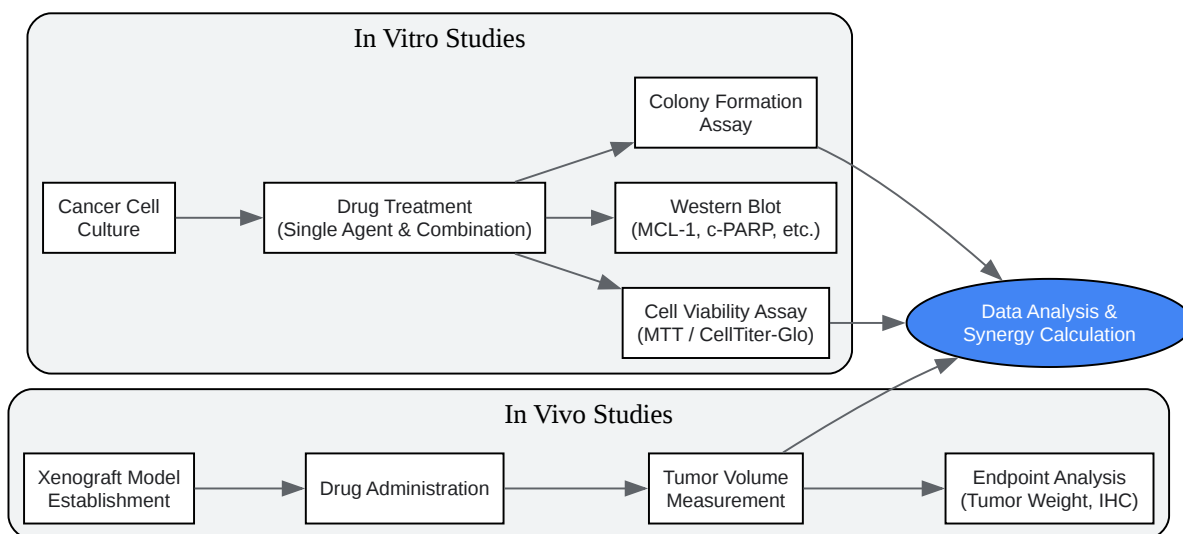 In Vitro Studies
Colony Formation
Assay
Cancer Cell
Culture
Drug Treatment
(Single Agent & Combination)
Western Blot
(MCL-1, c-PARP, etc.)
Cell Viability Assay
(MTT / CellTiter-Glo)
Data Analysis &
Synergy Calculation
In Vivo Studies
Xenograft Model
Establishment
Drug Administration
Tumor Volume
Measurement
Endpoint Analysis
(Tumor Weight, IHC)